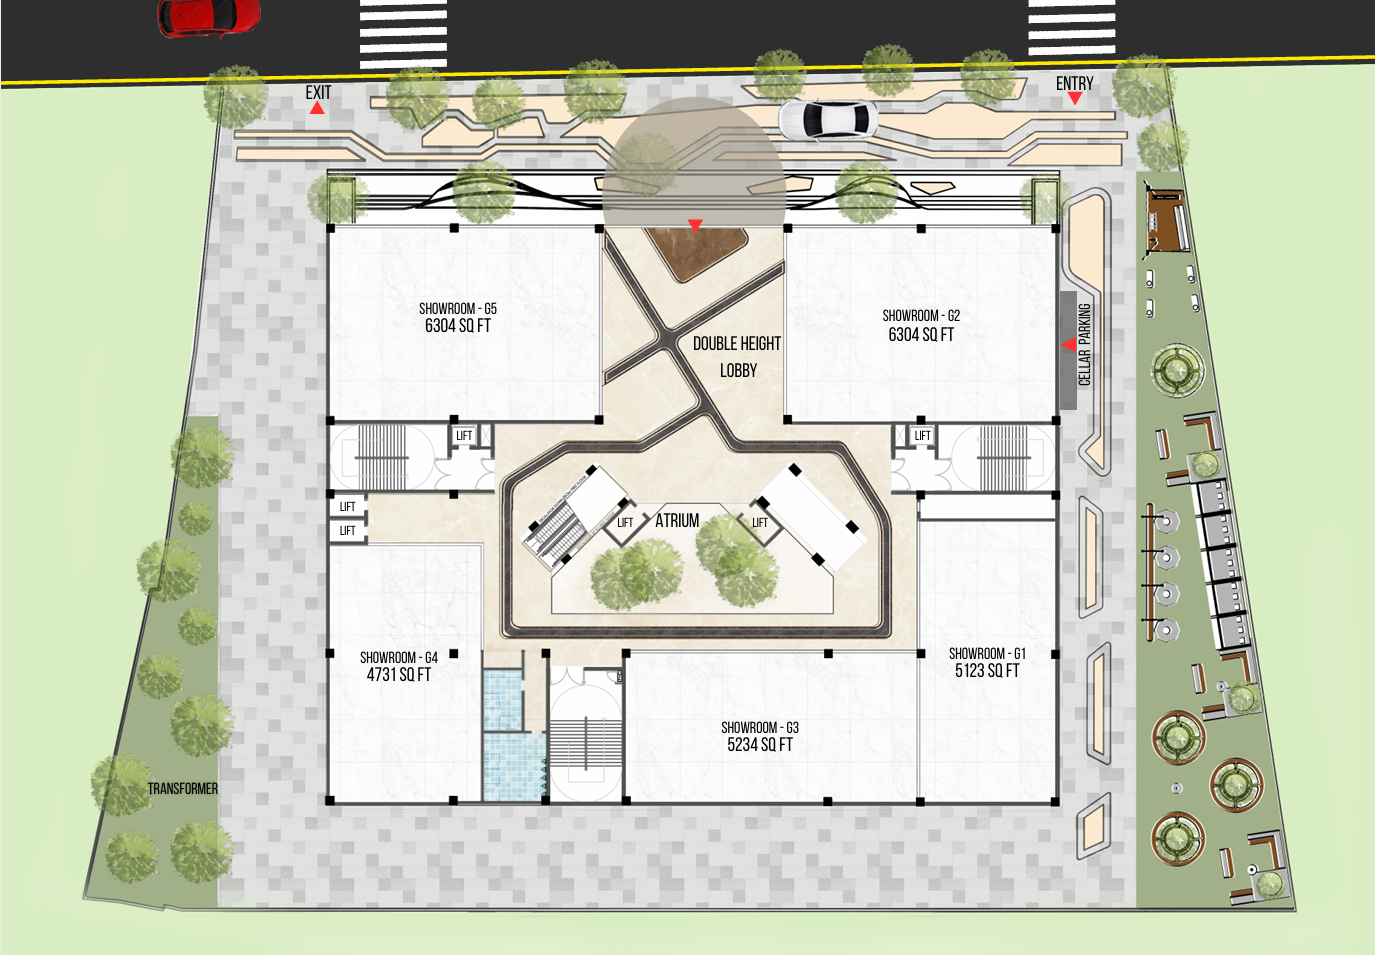 EXIT
ENTRY
SHOWROOM - G5
6304 SQ FT
SHOWROOM - G2
6304 SQ FT
DOUBLE HEIGHT
LOBBY
CELLAR PARKING
LIFT
LIFT
LIFT
LIFT
LIFT
ATRIUM
LIFT
SHOWROOM - G4
4731 SQ FT
SHOWROOM - G1
5123 SQ FT
SHOWROOM - G3
5234 SQ FT
TRANSFORMER